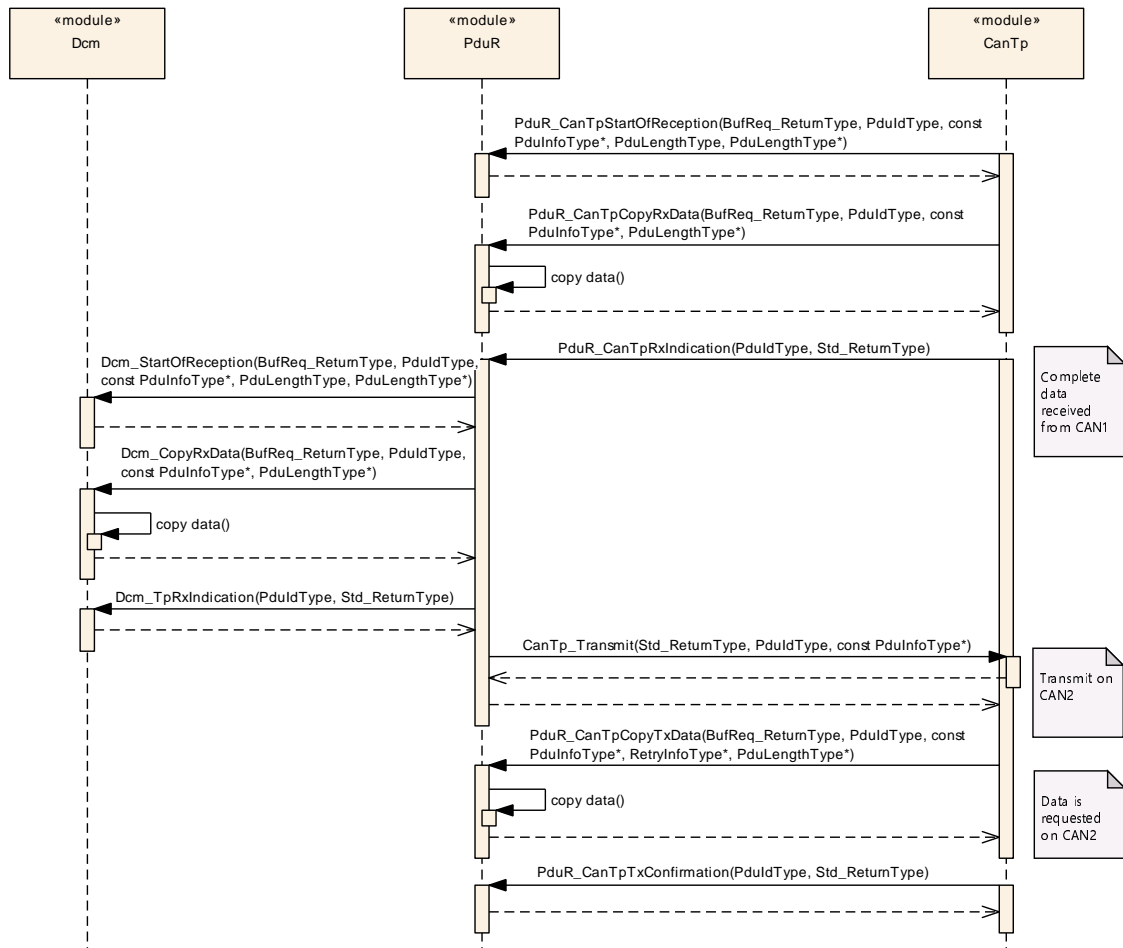 «module»
Dcm
«module»
PduR
«module»
CanTp
PduR_CanTpStartOfReception(BufReq_ReturnType, PduIdType, const
PduInfoType*, PduLengthType, PduLengthType*)
PduR_CanTpCopyRxData(BufReq_ReturnType, PduIdType, const
PduInfoType*, PduLengthType*)
copy data()
PduR_CanTpRxIndication(PduIdType, Std_ReturnType)
Complete
data
received
from CAN1
Dcm_StartOfReception(BufReq_ReturnType, PduIdType,
const PduInfoType*, PduLengthType, PduLengthType*)
Dcm_CopyRxData(BufReq_ReturnType, PduIdType,
const PduInfoType*, PduLengthType*)
copy data()
Dcm_TpRxIndication(PduIdType, Std_ReturnType)
CanTp_Transmit(Std_ReturnType, PduIdType, const PduInfoType*)
Transmit on
CAN2
PduR_CanTpCopyTxData(BufReq_ReturnType, PduIdType, const
PduInfoType*, RetryInfoType*, PduLengthType*)
copy data()
Data is
requested
on CAN2
PduR_CanTpTxConfirmation(PduIdType, Std_ReturnType)